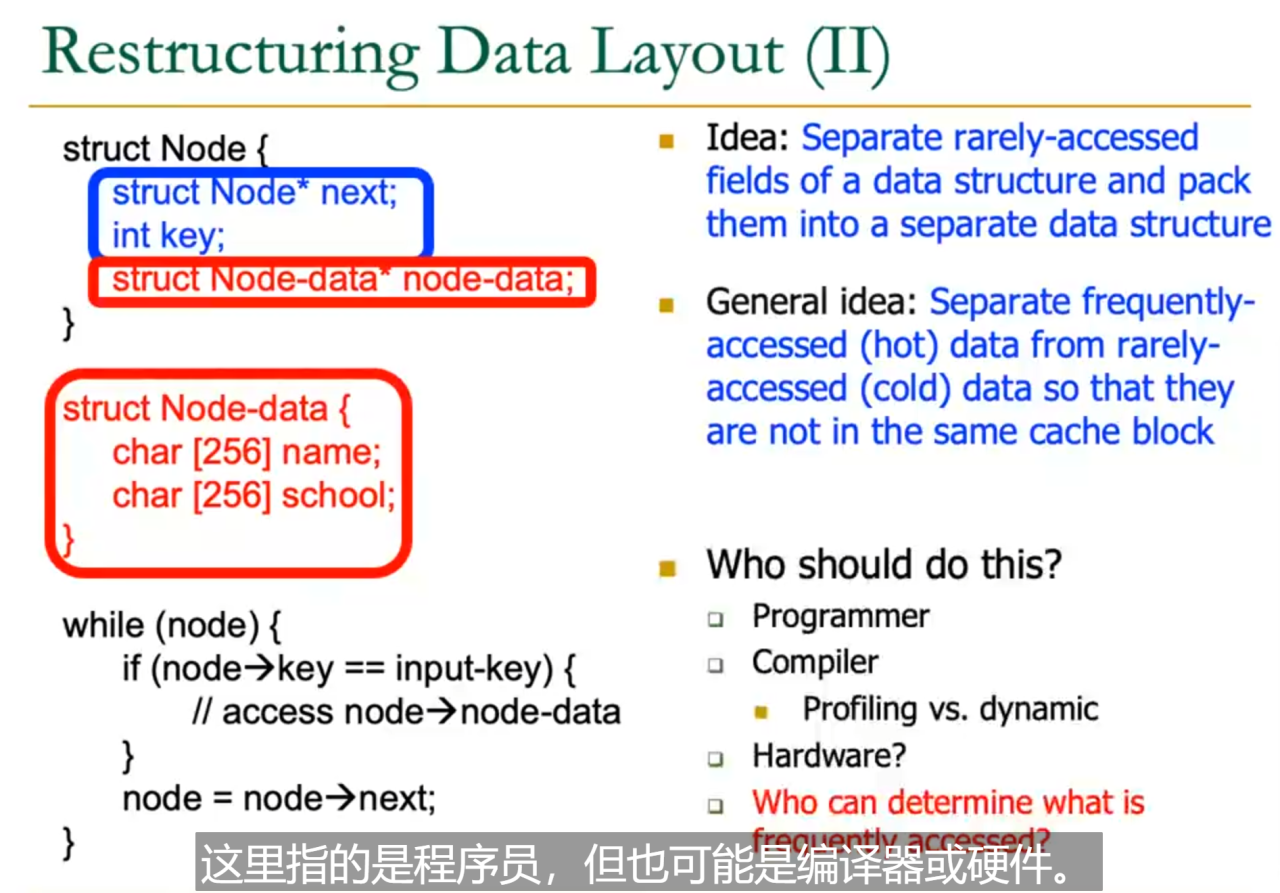 Restructuring Data Layout (II)
struct Node {
struct Node* next;
int key;
struct Node-data* node-data;
}
struct Node-data {
char [256] name;
char [256] school;
}
while (node) {
if (node→key == input-key) {
// access node→node-data
}
node = node→next;
}
Idea: Separate rarely-accessed
fields of a data structure and pack
them into a separate data structure
General idea: Separate frequently-
accessed (hot) data from rarely-
accessed (cold) data so that they
are not in the same cache block
Who should do this?
Programmer
Compiler
Profiling vs. dynamic
Hardware?
Who can determine what is
frequently accessed?
这里指的是程序员，但也可能是编译器或硬件。